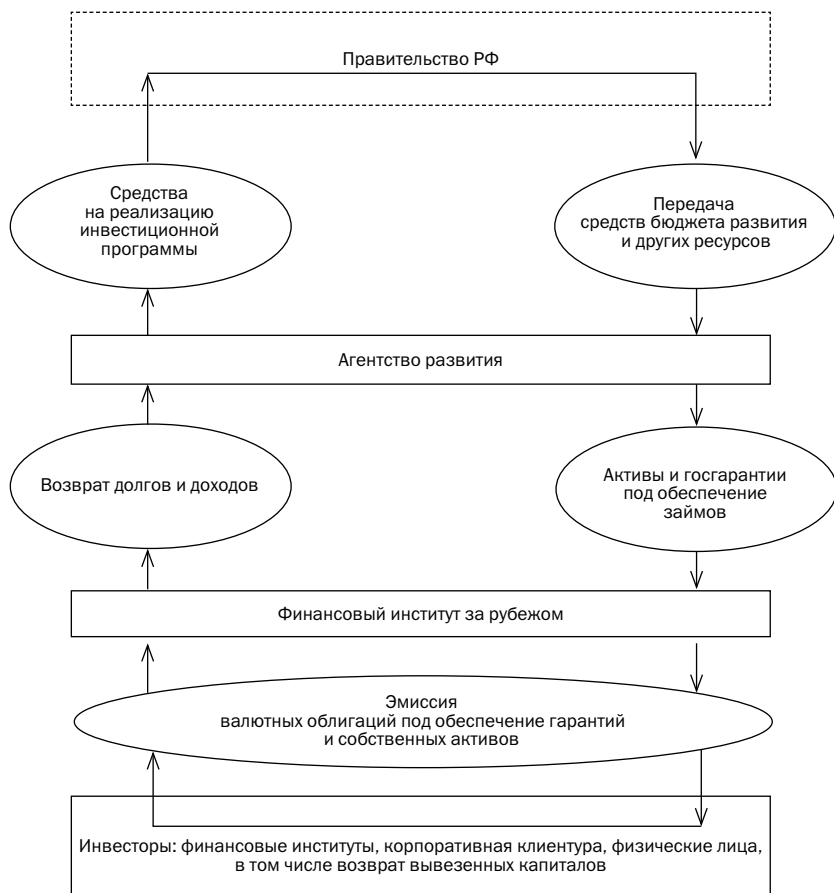 Правительство РФ
Средства
на реализацию
инвестиционной
программы
Передача
средств бюджета развития
и других ресурсов
Агентство развития
Возврат долгов и доходов
Активы и госгарантии
под обеспечение
займов
Финансовый институт за рубежом
Эмиссия
валютных облигаций под обеспечение гарантий
и собственных активов
Инвесторы: финансовые институты, корпоративная клиентура, физические лица,
в том числе возврат вывезенных капиталов